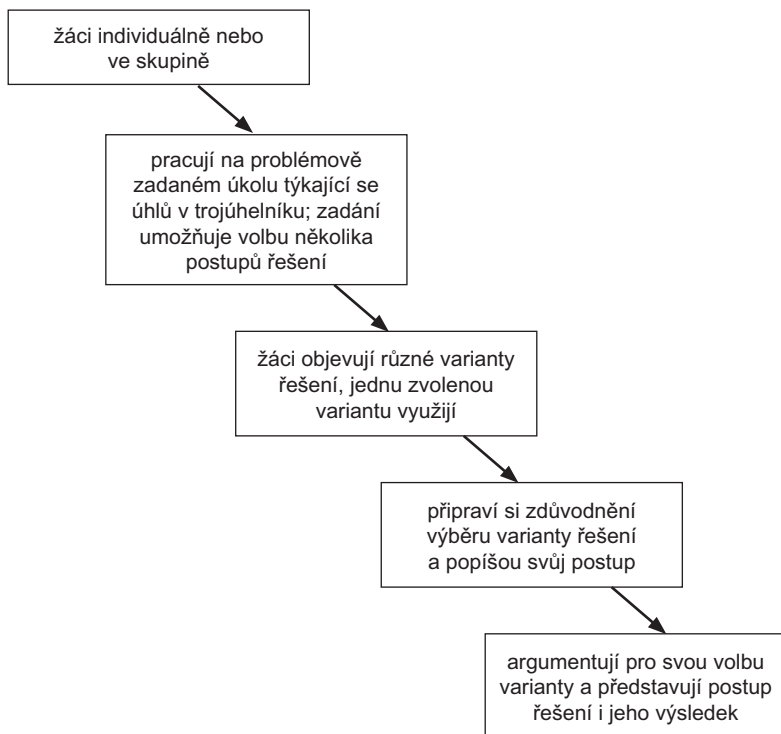 žáci individuálně nebo
ve skupině
pracují na problémově
zadaném úkolu týkající se
úhlů v trojúhelníku; zadání
umožňuje volbu několika
postupů řešení
žáci objevují různé varianty
řešení, jednu zvolenou
variantu využijí
připraví si zdůvodnění
výběru varianty řešení
a popíšou svůj postup
argumentují pro svou volbu
varianty a představují postup
řešení i jeho výsledek